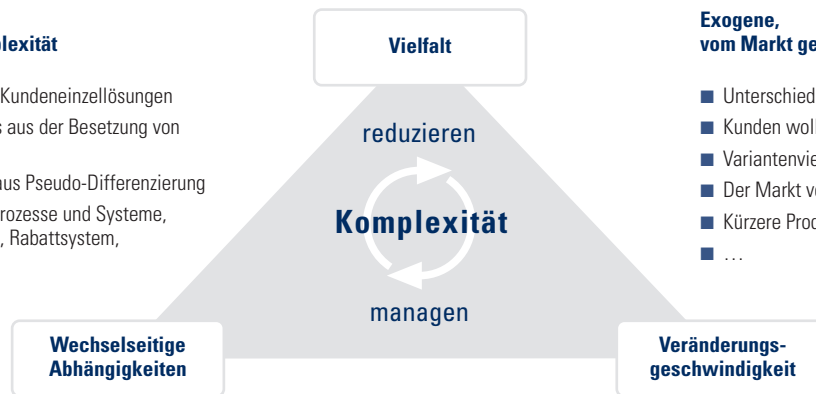 plexität
Kundeneinzellösungen
aus der Besetzung von
aus Pseudo-Differenzierung
rozesse und Systeme,
, Rabattsystem,
Vielfalt
reduzieren
Komplexität
managen
Wechselseitige
Abhängigkeiten
Veränderungs-
geschwindigkeit
Exogene,
vom Markt ge
■ Unterschied
■ Kunden woll
■ Variantenvie
■ Der Markt v
■ Kürzere Prod
■ …